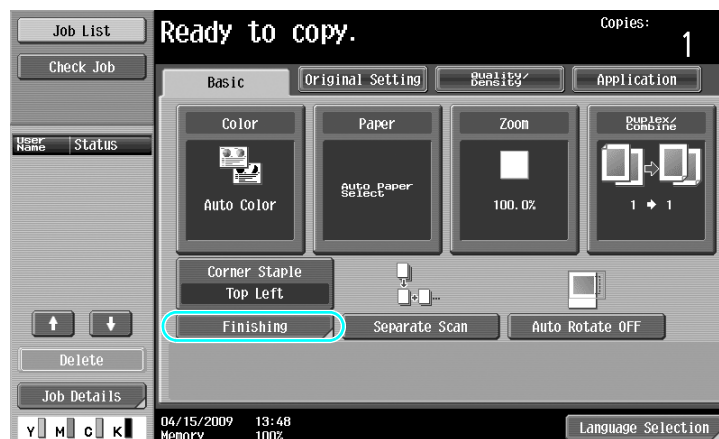 Job List
Ready to copy.
Copies:
1
Check Job
Basic
Original Setting
Quality/
Density
Application
Color
Paper
Zoom
Duplex/
Combine
User
Name
Status
Auto Color
Auto Paper
Select
100.0%
1 → 1
Corner Staple
Top Left
Finishing
Separate Scan
Auto Rotate OFF
Delete
Job Details
Y M C K
04/15/2009 13:48
Memory 100%
Language Selection